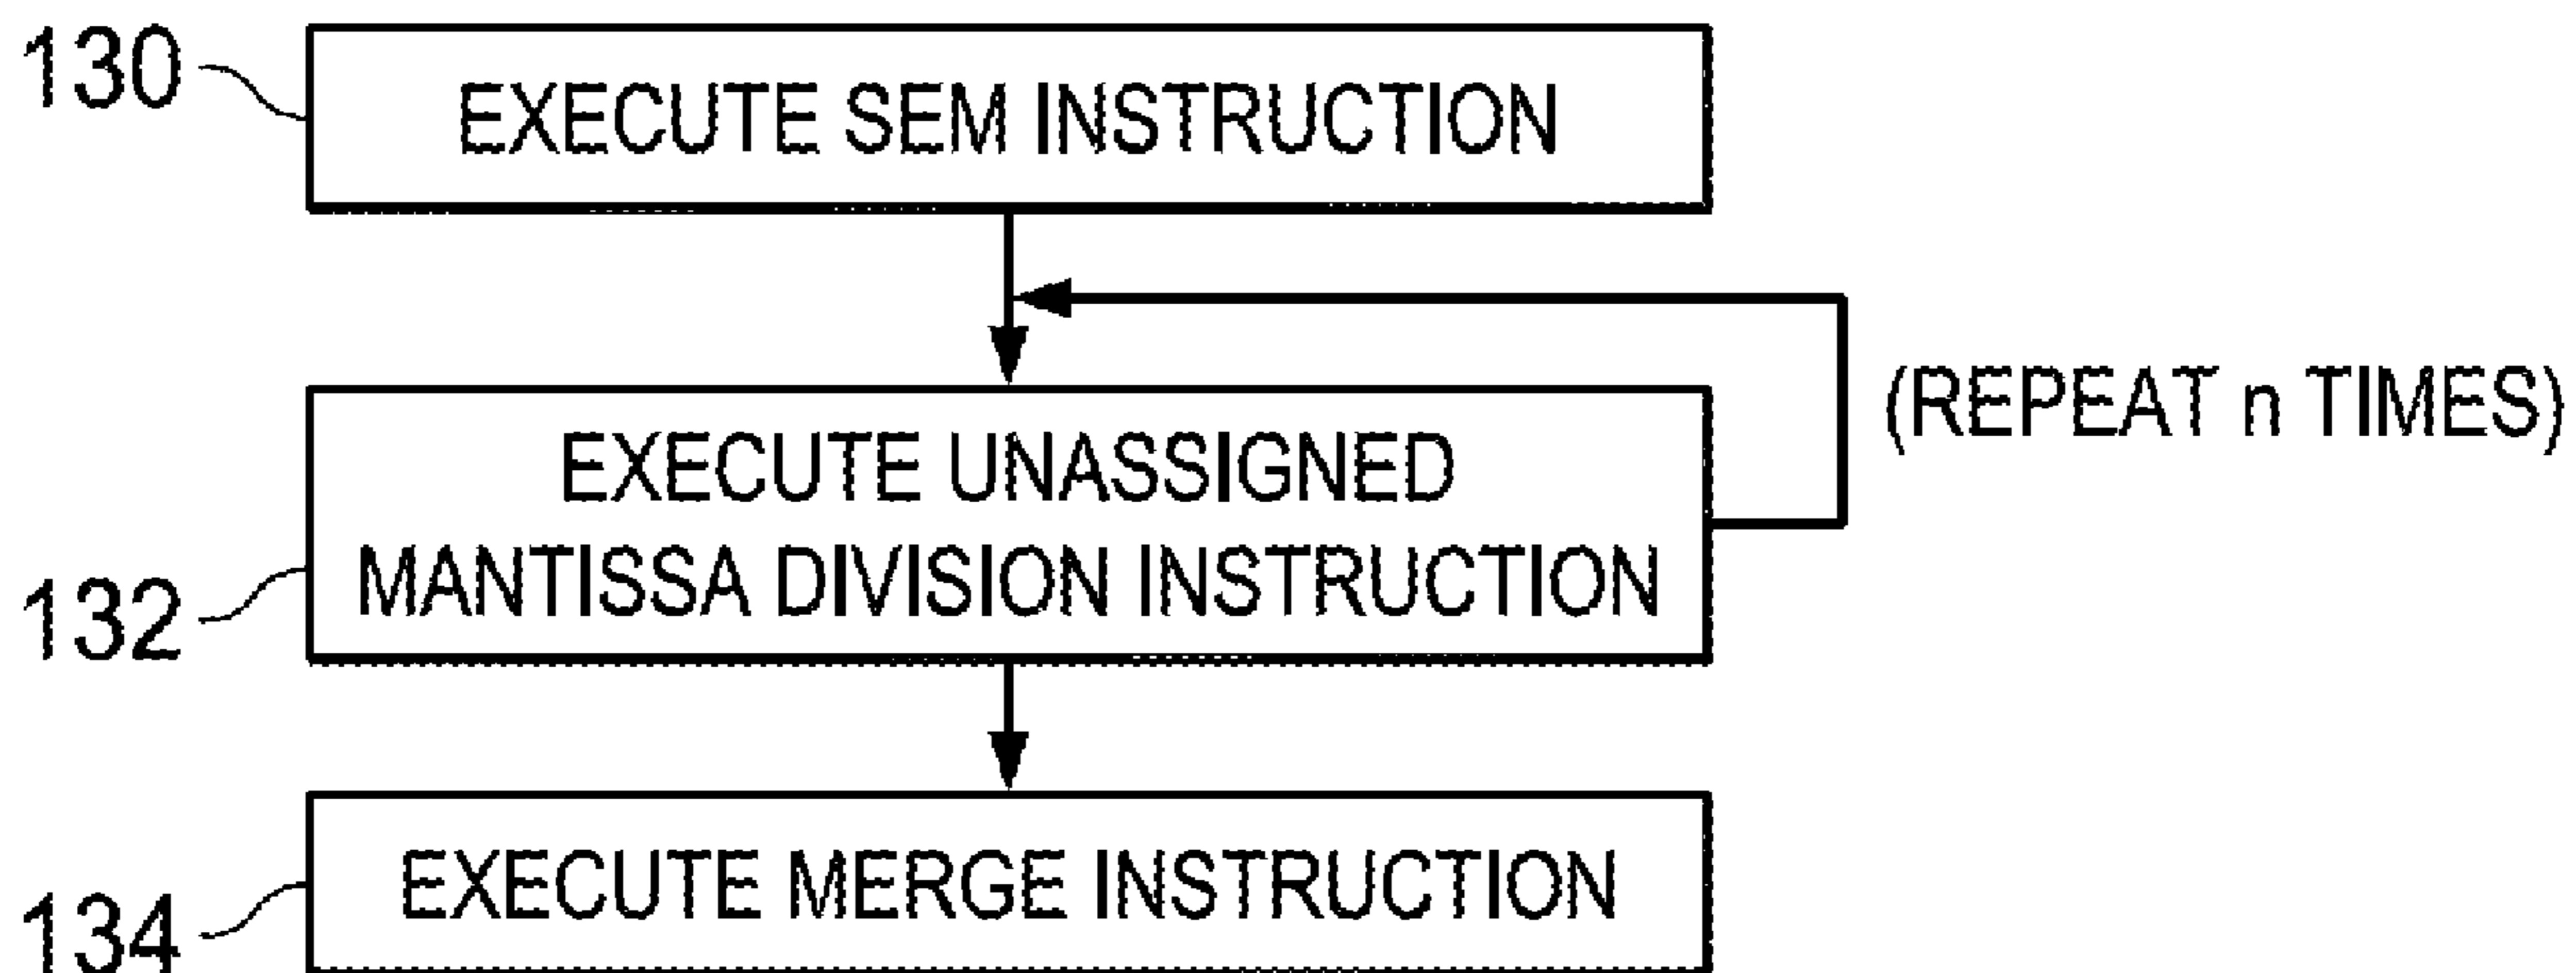 130
EXECUTE SEM INSTRUCTION
(REPEAT n TIMES)
EXECUTE UNASSIGNED
MANTISSA DIVISION INSTRUCTION
132
EXECUTE MERGE INSTRUCTION
134